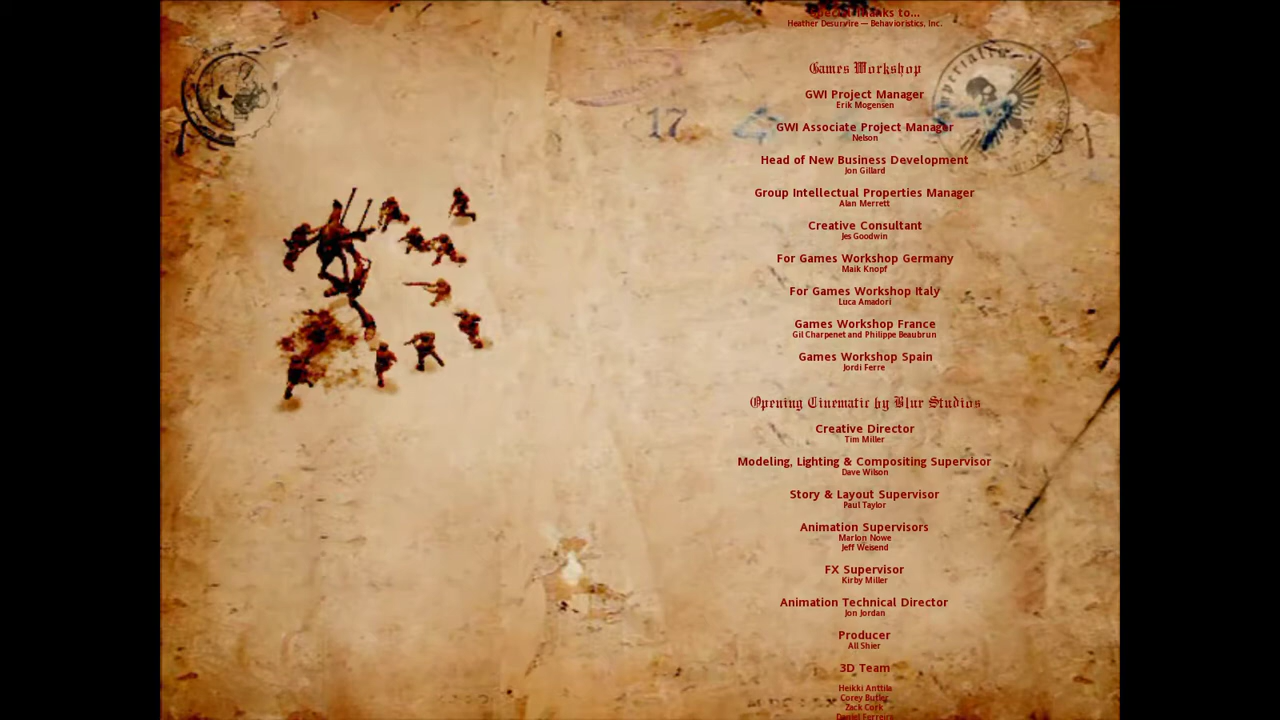 Special Thanks to...
Heather Desurvire — Behavioristics, Inc.
Games Workshop
GWI Project Manager
Erik Mogensen
GWI Associate Project Manager
Nelson
Head of New Business Development
Jon Gillard
Group Intellectual Properties Manager
Alan Merrett
Creative Consultant
Jes Goodwin
For Games Workshop Germany
Maik Knopf
For Games Workshop Italy
Luca Amadori
Games Workshop France
Gil Charpenet and Philippe Beaubrun
Games Workshop Spain
Jordi Ferre
Opening Cinematic by Blur Studios
Creative Director
Tim Miller
Modeling, Lighting & Compositing Supervisor
Dave Wilson
Story & Layout Supervisor
Paul Taylor
Animation Supervisors
Marlon Nowe
Jeff Weisend
FX Supervisor
Kirby Miller
Animation Technical Director
Jon Jordan
Producer
Al Shier
3D Team
Heikki Anttila
Corey Butler
Zack Cork
Daniel Ferreira
17